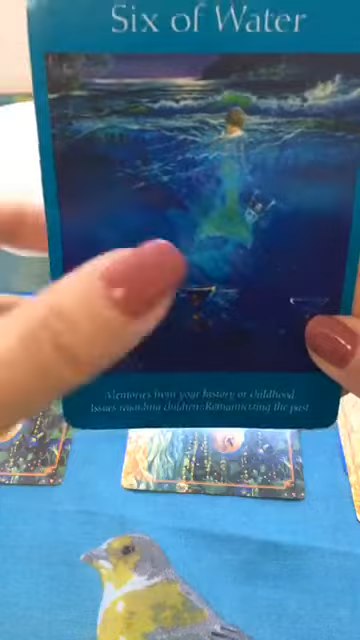 Six of Water
Memories from your history or childhood.
Issues regarding children. Romanticizing the past.